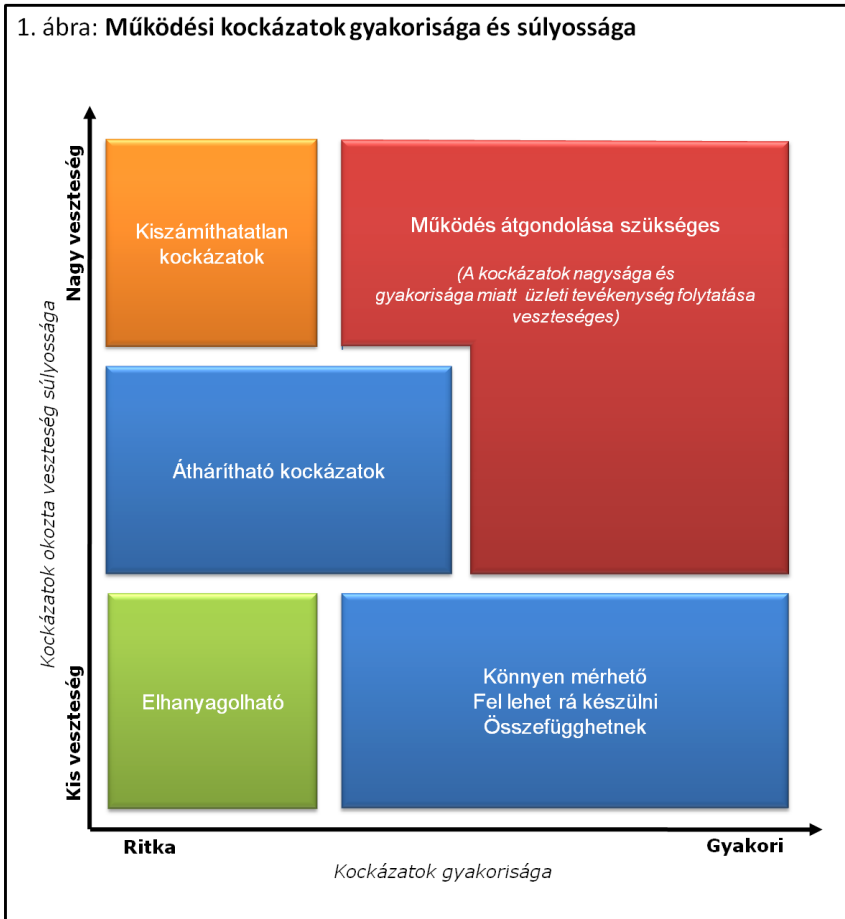 1. ábra: Működési kockázatok gyakorisága és súlyossága
Nagy veszteség
Kockázatok okozta veszteség súlyossága
Kis veszteség
Kiszámíthatatlan
kockázatok
Működés átgondolása szükséges
(A kockázatok nagysága és
gyakorisága miatt üzleti tevékenység folytatása
veszteséges)
Áthárítható kockázatok
Elhanyagolható
Könnyen mérhető
Fel lehet rá készülni
Összefügghetnek
Ritka
Gyakori
Kockázatok gyakorisága